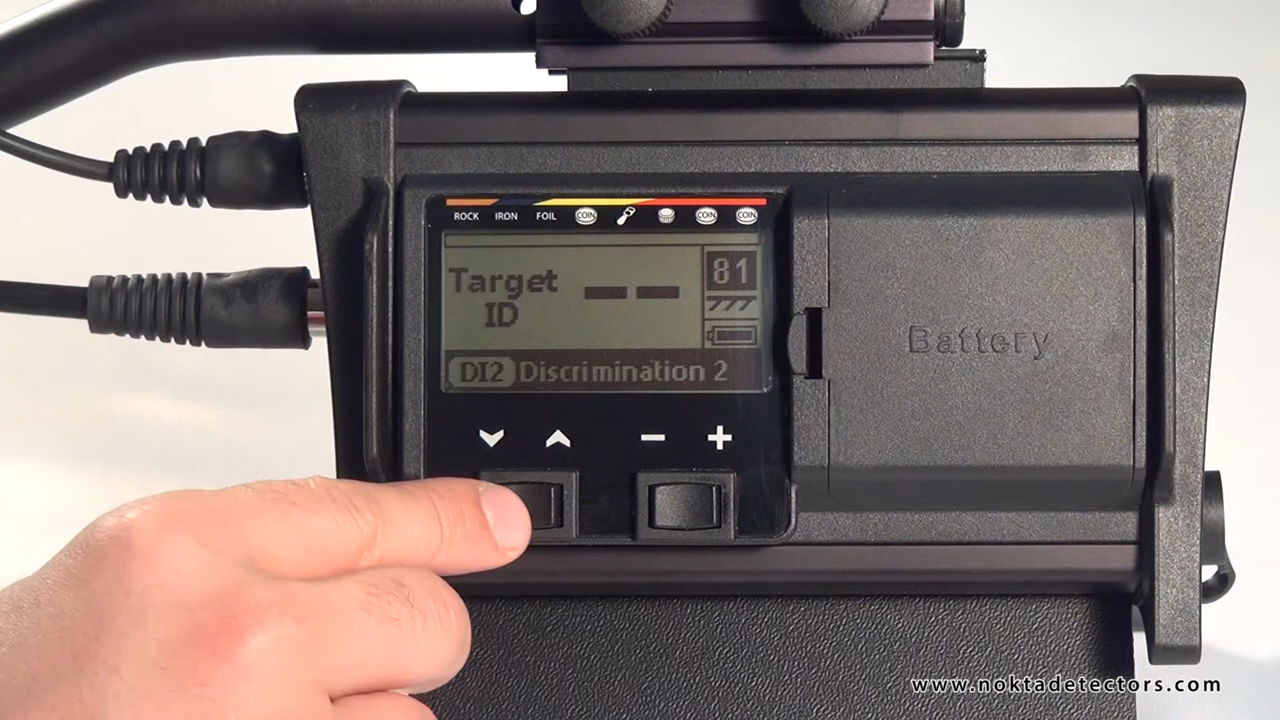 ROCK IRON FOIL COIN COIN COIN
Target 81
ID
DI2 Discrimination 2
Battery
www.noktadetectors.com